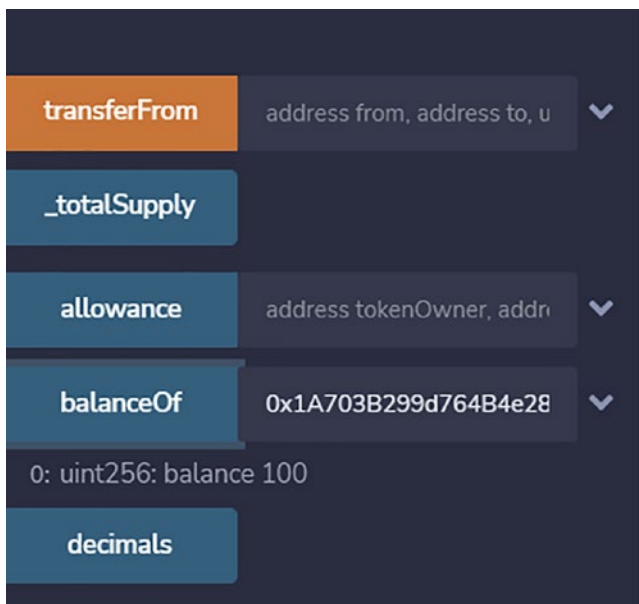 transferFrom address from, address to, u
_totalSupply
allowance address tokenOwner, addr
balanceOf 0x1A703B299d764B4e28
0: uint256: balance 100
decimals